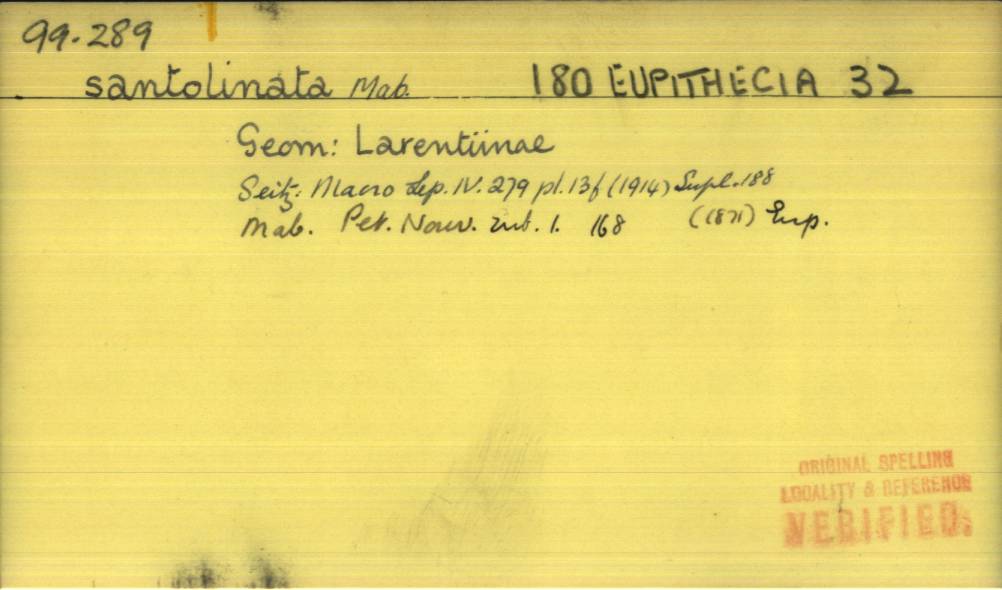 99.289
santolinata Mab. 180 EUPITHECIA 32
Geom: Larentiinae
Seitz: Macro Lep. IV. 279 pl. 13f (1914) Supl. 188
Mab. Pet. Nouv. ent. 1. 168 (1871) Eup.
ORIGINAL SPELLING
LOCALITY & REFERENCE
VERIFIED.